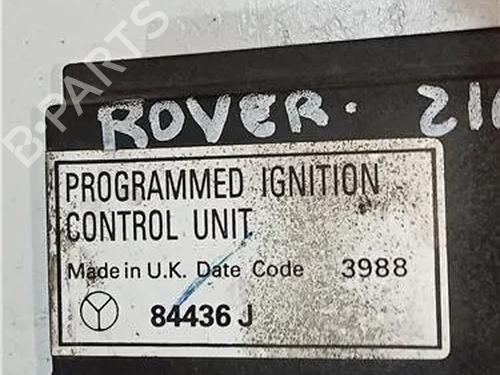 B-PARTS
ROVER. 21
PROGRAMMED IGNITION
CONTROL UNIT
Made in U.K. Date Code 3988
84436 J